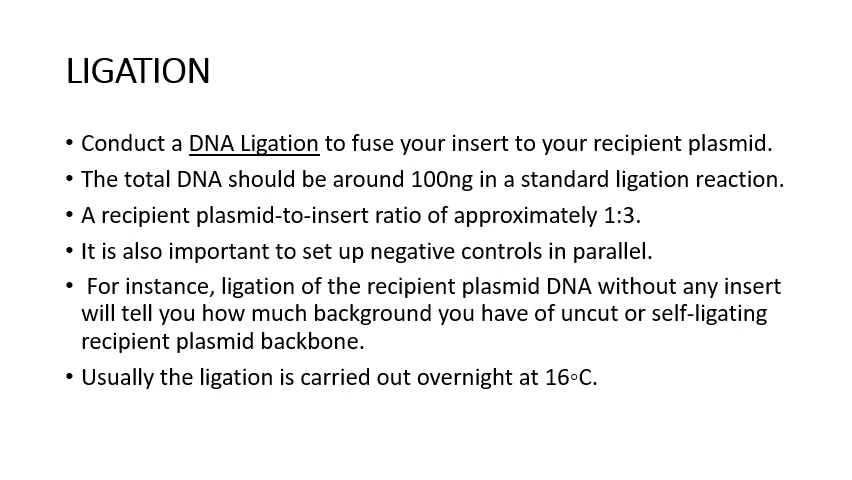 LIGATION
• Conduct a DNA Ligation to fuse your insert to your recipient plasmid.
• The total DNA should be around 100ng in a standard ligation reaction.
• A recipient plasmid-to-insert ratio of approximately 1:3.
• It is also important to set up negative controls in parallel.
• For instance, ligation of the recipient plasmid DNA without any insert
will tell you how much background you have of uncut or self-ligating
recipient plasmid backbone.
• Usually the ligation is carried out overnight at 16◦C.